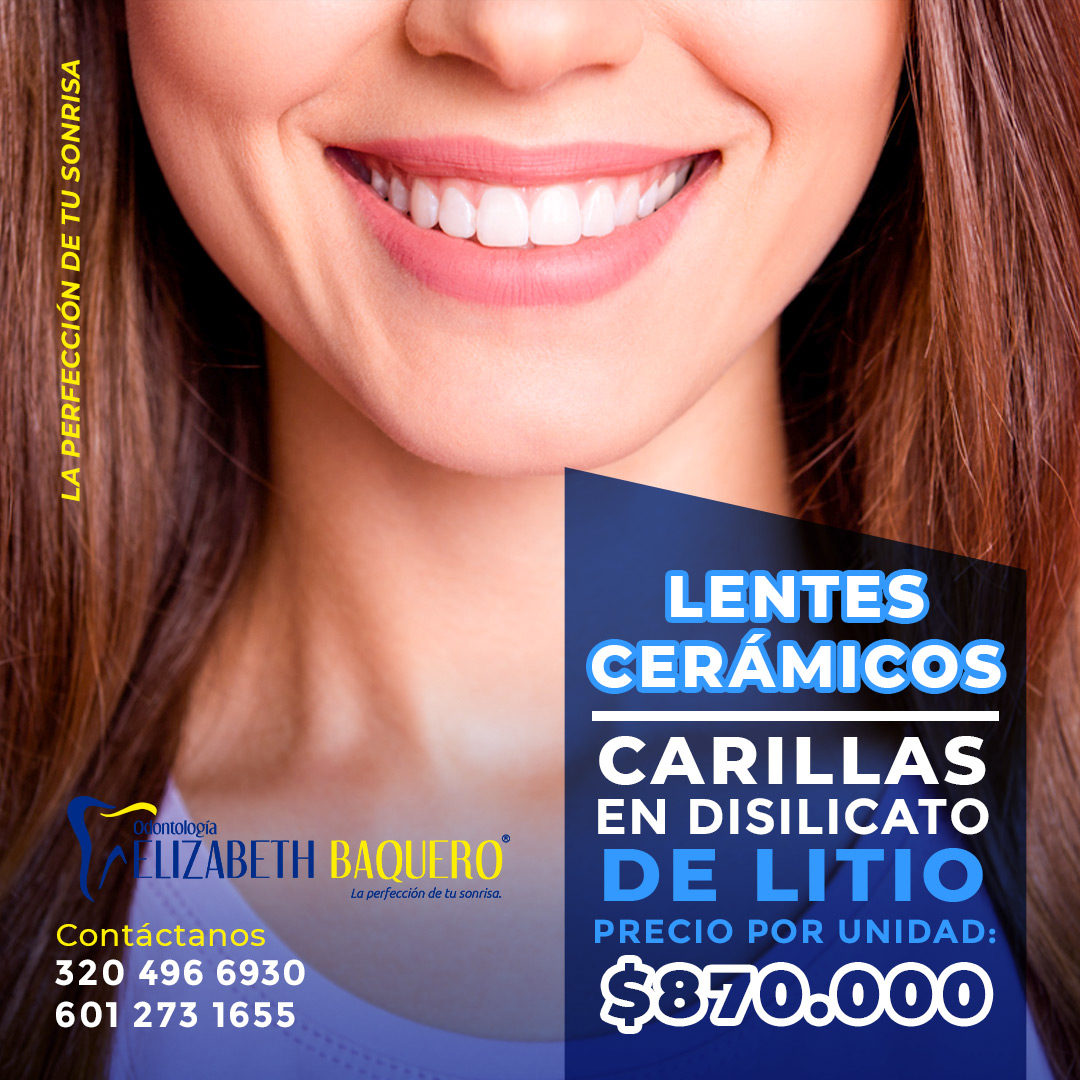 LA PERFECCIÓN DE TU SONRISA
LENTES
CERÁMICOS
CARILLAS
EN DISILICATO
DE LITIO
PRECIO POR UNIDAD:
$870.000
Odontología
ELIZABETH BAQUERO®
La perfección de tu sonrisa.
Contáctanos
320 496 6930
601 273 1655